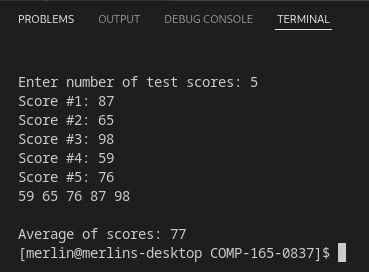 PROBLEMS OUTPUT DEBUG CONSOLE TERMINAL
Enter number of test scores: 5
Score #1: 87
Score #2: 65
Score #3: 98
Score #4: 59
Score #5: 76
59 65 76 87 98
Average of scores: 77
[merlin@merlins-desktop COMP-165-0837]$